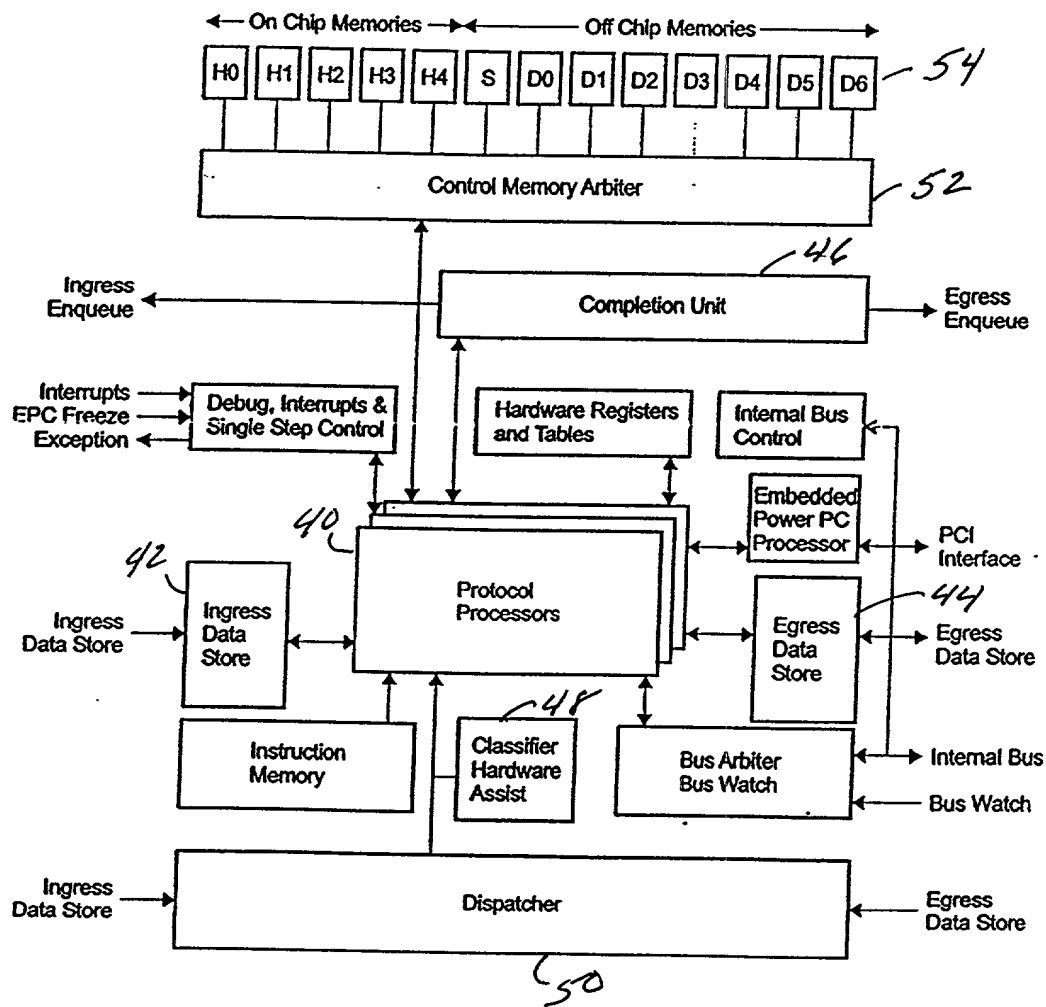 On Chip Memories Off Chip Memories
H0 H1 H2 H3 H4 S D0 D1 D2 D3 D4 D5 D6
54
Control Memory Arbiter
52
46
Ingress
Enqueue
Completion Unit
Egress
Enqueue
Interrupts
EPC Freeze
Exception
Debug, Interrupts &
Single Step Control
Hardware Registers
and Tables
Internal Bus
Control
Embedded
Power PC
Processor
PCI
Interface
40
42
Protocol
Processors
44
Ingress
Data Store
Ingress
Data
Store
Egress
Data
Store
Egress
Data Store
48
Instruction
Memory
Classifier
Hardware
Assist
Bus Arbiter
Bus Watch
Internal Bus
Bus Watch
Ingress
Data Store
Dispatcher
Egress
Data Store
50